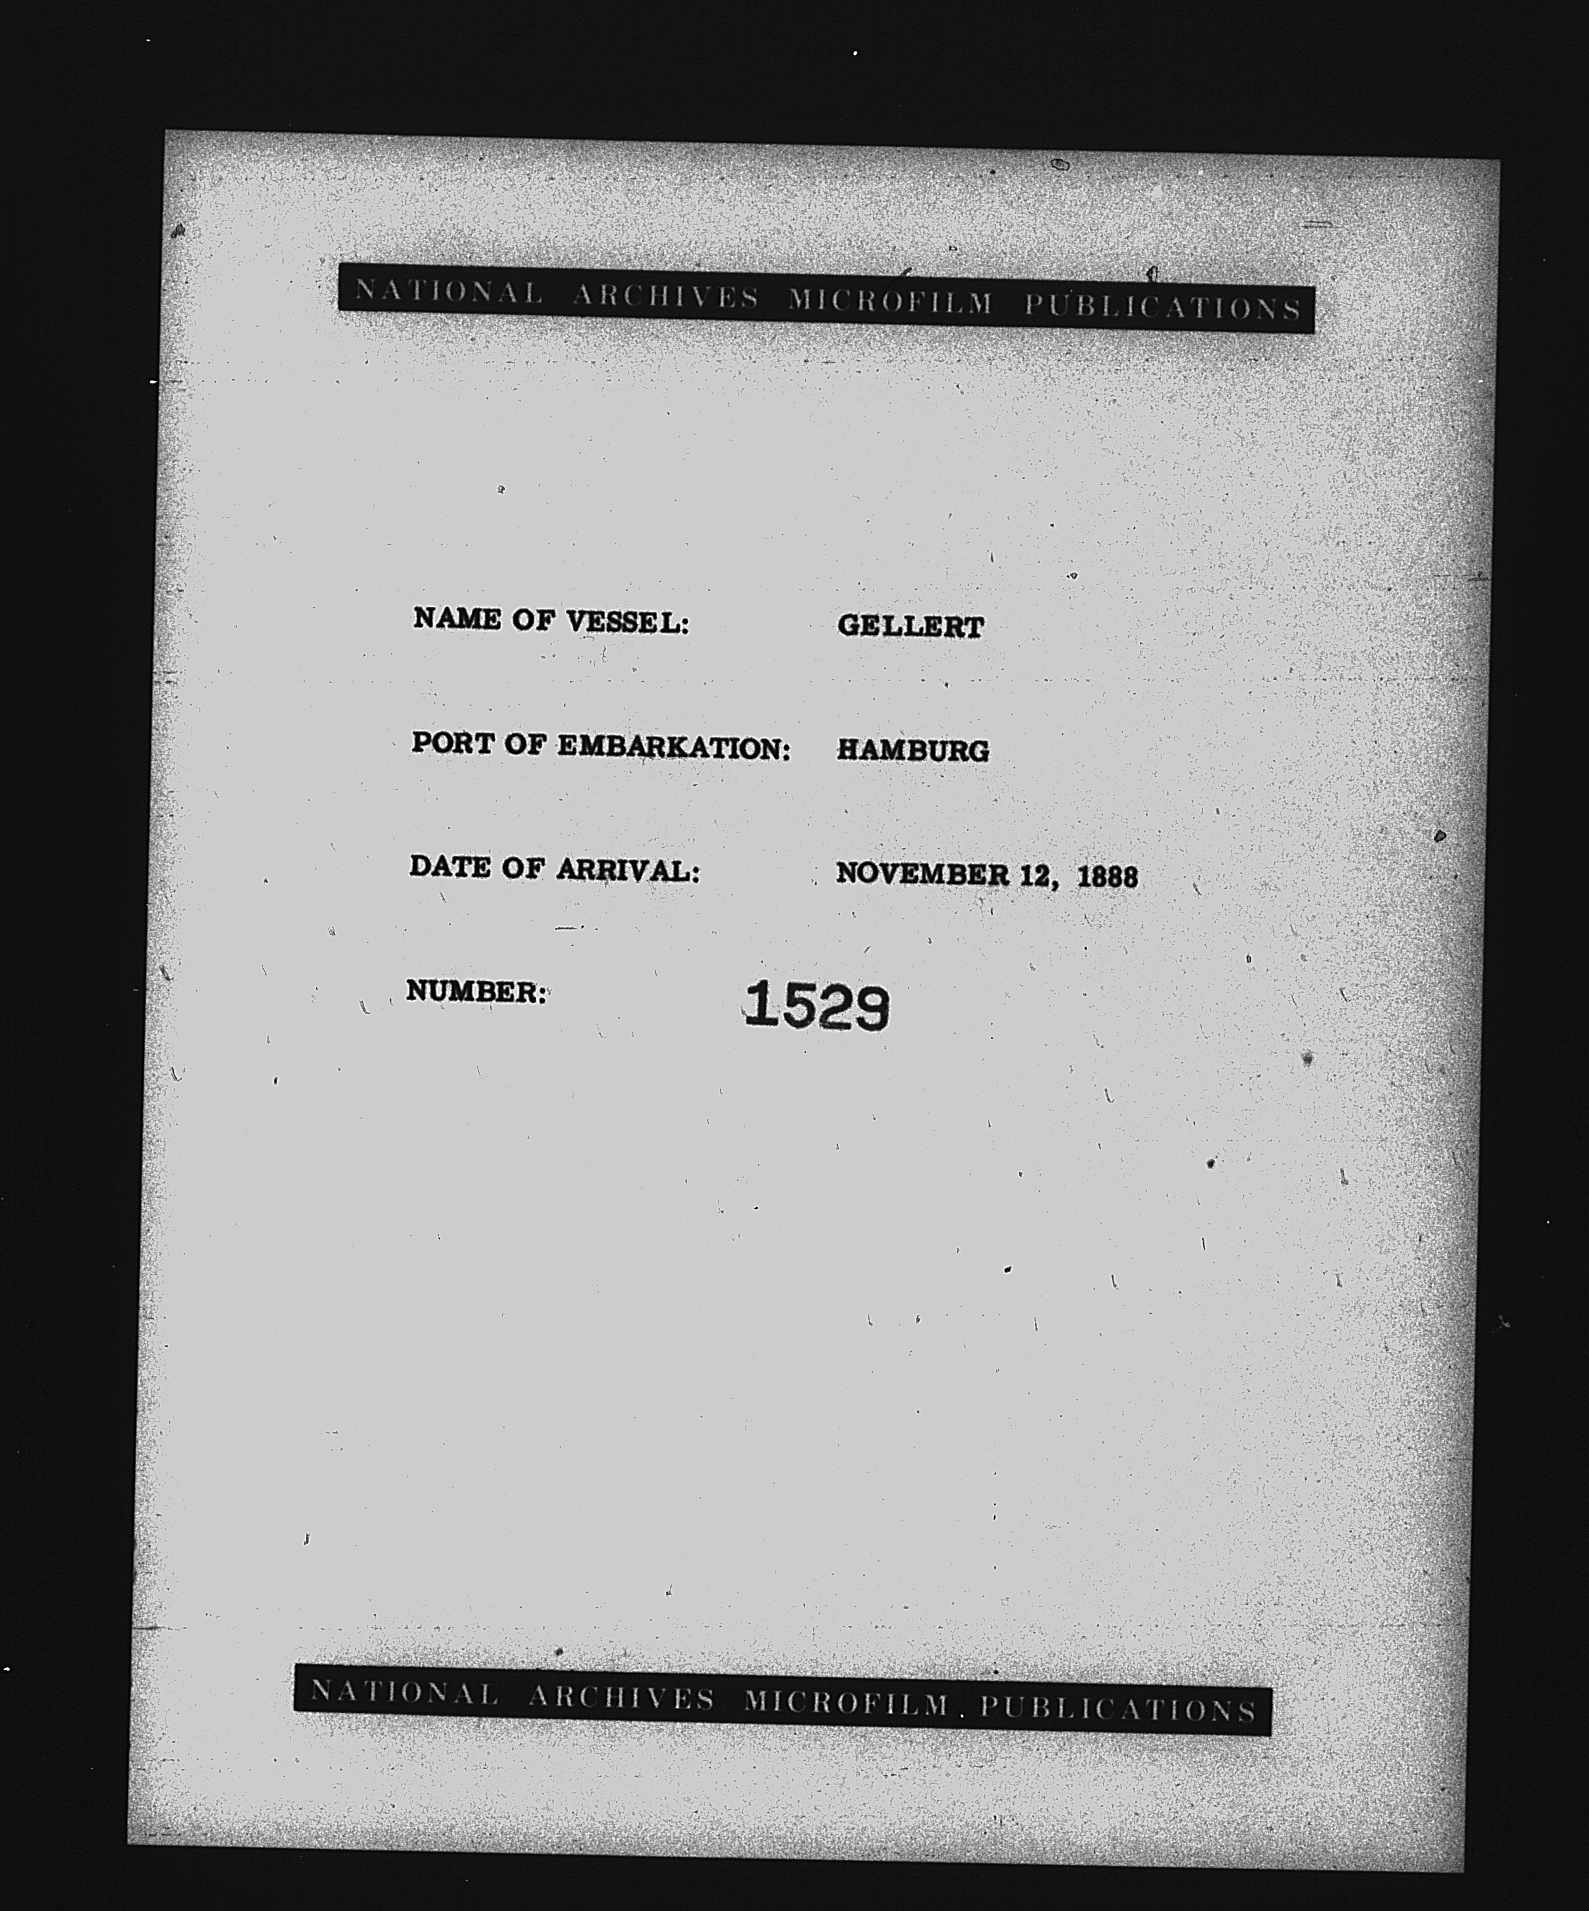 NATIONAL ARCHIVES MICROFILM PUBLICATIONS
NAME OF VESSEL: GELLERT
PORT OF EMBARKATION: HAMBURG
DATE OF ARRIVAL: NOVEMBER 12, 1888
NUMBER: 1529
NATIONAL ARCHIVES MICROFILM PUBLICATIONS